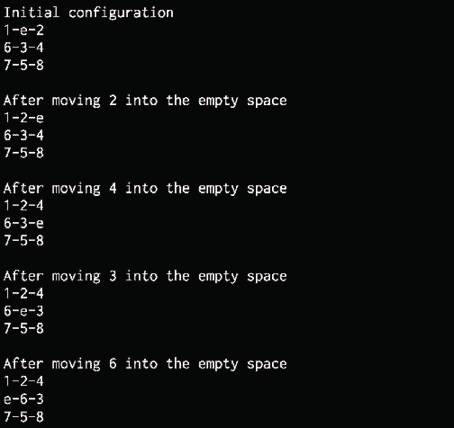 Initial configuration
1-e-2
6-3-4
7-5-8
After moving 2 into the empty space
1-2-e
6-3-4
7-5-8
After moving 4 into the empty space
1-2-4
6-3-e
7-5-8
After moving 3 into the empty space
1-2-4
6-e-3
7-5-8
After moving 6 into the empty space
1-2-4
e-6-3
7-5-8